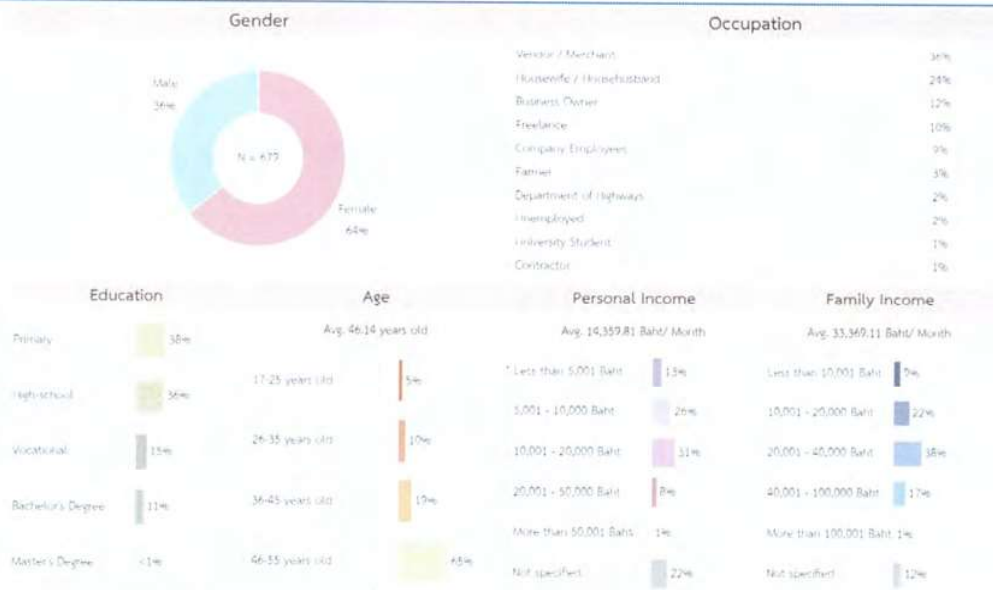 Gender
Male
36%
N = 677
Female
64%
Occupation
Vendor / Merchant 36%
Housewife / Househusband 24%
Business Owner 12%
Freelance 10%
Company Employees 9%
Farmer 3%
Department of Highways 2%
Unemployed 2%
University Student 1%
Contractor 1%
Education
Primary 38%
High-school 36%
Vocational 15%
Bachelor's Degree 11%
Master's Degree <1%
Age
Avg. 46.14 years old
17-25 years old 5%
26-35 years old 10%
36-45 years old 19%
46-55 years old 65%
Personal Income
Avg. 14,359.81 Baht/ Month
* Less than 5,001 Baht 13%
5,001 - 10,000 Baht 26%
10,001 - 20,000 Baht 31%
20,001 - 50,000 Baht 8%
More than 50,001 Baht 1%
Not specified 22%
Family Income
Avg. 33,369.11 Baht/ Month
Less than 10,001 Baht 9%
10,001 - 20,000 Baht 22%
20,001 - 40,000 Baht 38%
40,001 - 100,000 Baht 17%
More than 100,001 Baht 1%
Not specified 12%